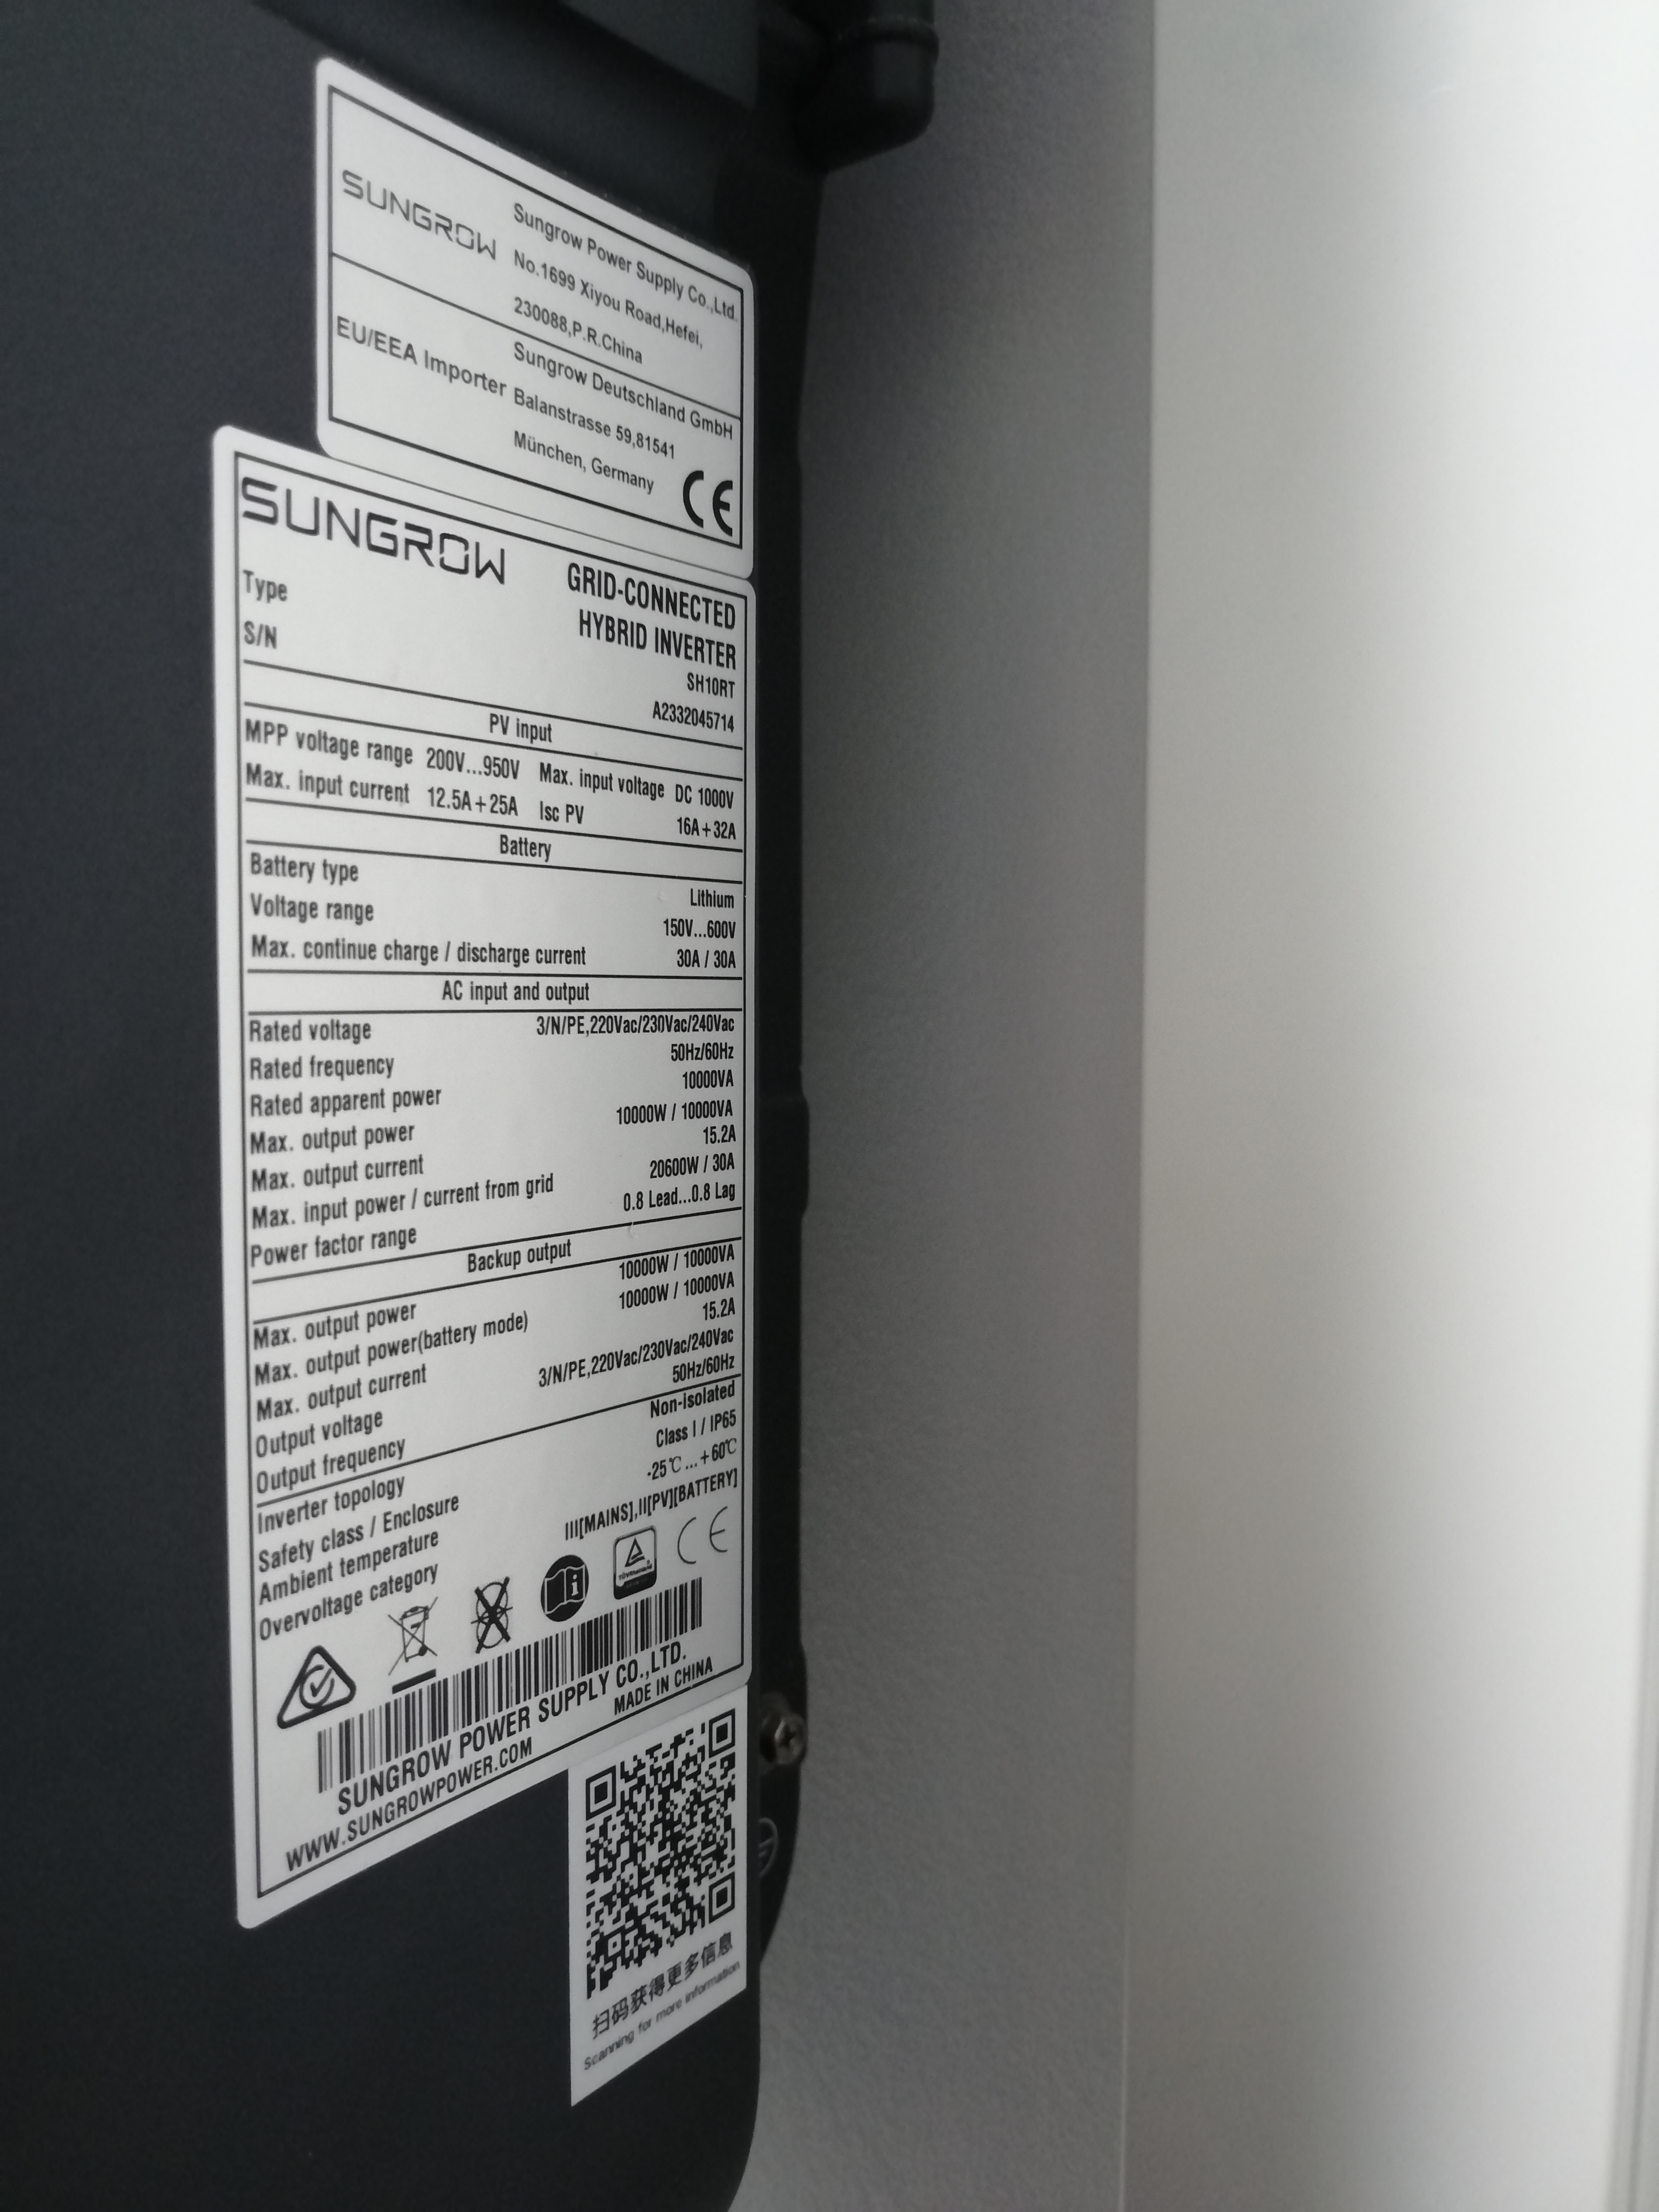 SUNGROW
Sungrow Power Supply Co.,Ltd.
No.1699 Xiyou Road,Hefei,
230088,P.R.China
EU/EEA Importer
Sungrow Deutschland GmbH
Balanstrasse 59,81541
München, Germany
CE
SUNGROW
GRID-CONNECTED
HYBRID INVERTER
Type SH10RT
S/N A2332045714
PV input
MPP voltage range 200V...950V Max. input voltage DC 1000V
Max. input current 12.5A+25A Isc PV 16A+32A
Battery
Battery type Lithium
Voltage range 150V...600V
Max. continue charge / discharge current 30A / 30A
AC input and output
Rated voltage 3/N/PE,220Vac/230Vac/240Vac
Rated frequency 50Hz/60Hz
Rated apparent power 10000VA
Max. output power 10000W / 10000VA
Max. output current 15.2A
Max. input power / current from grid 20600W / 30A
Power factor range 0.8 Lead...0.8 Lag
Backup output
Max. output power 10000W / 10000VA
Max. output power(battery mode) 10000W / 10000VA
Max. output current 15.2A
Output voltage 3/N/PE,220Vac/230Vac/240Vac
Output frequency 50Hz/60Hz
Inverter topology Non-isolated
Safety class / Enclosure Class I / IP65
Ambient temperature -25℃...+60℃
Overvoltage category III[MAINS],II[PV][BATTERY]
CE
SUNGROW POWER SUPPLY CO.,LTD.
WWW.SUNGROWPOWER.COM MADE IN CHINA
扫码获得更多信息
Scanning for more information